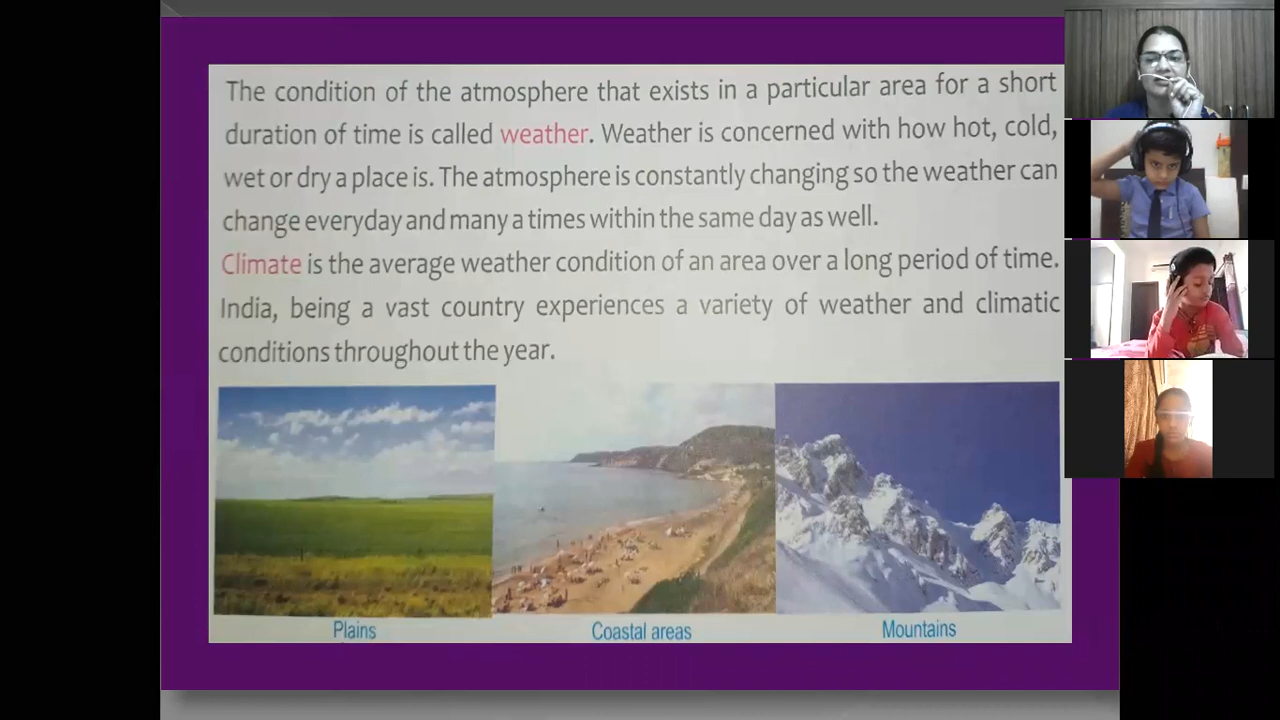 The condition of the atmosphere that exists in a particular area for a short
duration of time is called weather. Weather is concerned with how hot, cold,
wet or dry a place is. The atmosphere is constantly changing so the weather can
change everyday and many a times within the same day as well.
Climate is the average weather condition of an area over a long period of time.
India, being a vast country experiences a variety of weather and climatic
conditions throughout the year.
Plains
Coastal areas
Mountains